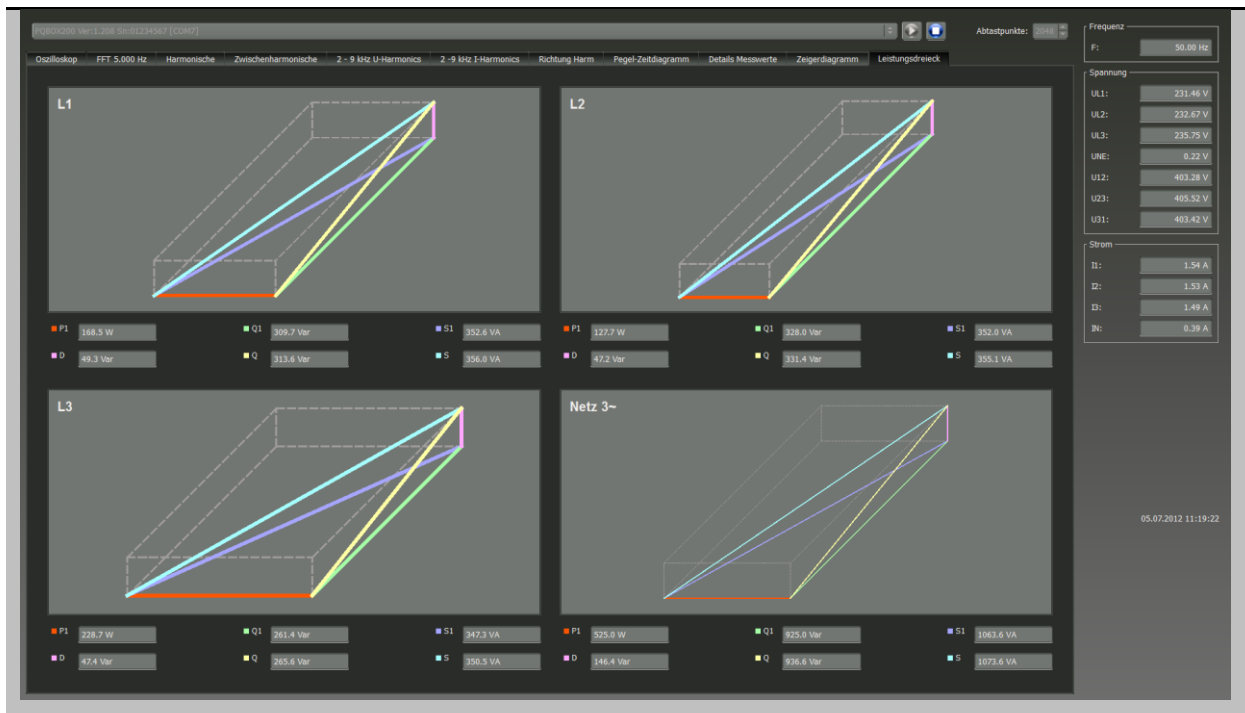 PQBOX200 Ver:1.208 Sn:01234567 [COM7] Abtastpunkte: 2048
Oszilloskop FFT 5.000 Hz Harmonische Zwischenharmonische 2 - 9 kHz U-Harmonics 2 -9 kHz I-Harmonics Richtung Harm Pegel-Zeitdiagramm Details Messwerte Zeigerdiagramm Leistungsdreieck
L1
P1 168.5 W Q1 309.7 Var S1 352.6 VA
D 49.3 Var Q 313.6 Var S 356.0 VA
L2
P1 127.7 W Q1 328.0 Var S1 352.0 VA
D 47.2 Var Q 331.4 Var S 355.1 VA
L3
P1 228.7 W Q1 261.4 Var S1 347.3 VA
D 47.4 Var Q 265.6 Var S 350.5 VA
Netz 3~
P1 525.0 W Q1 925.0 Var S1 1063.6 VA
D 146.4 Var Q 936.6 Var S 1073.6 VA
Frequenz
F: 50.00 Hz
Spannung
UL1: 231.46 V
UL2: 232.67 V
UL3: 235.75 V
UNE: 0.22 V
U12: 403.28 V
U23: 405.52 V
U31: 403.42 V
Strom
I1: 1.54 A
I2: 1.53 A
I3: 1.49 A
IN: 0.39 A
05.07.2012 11:19:22